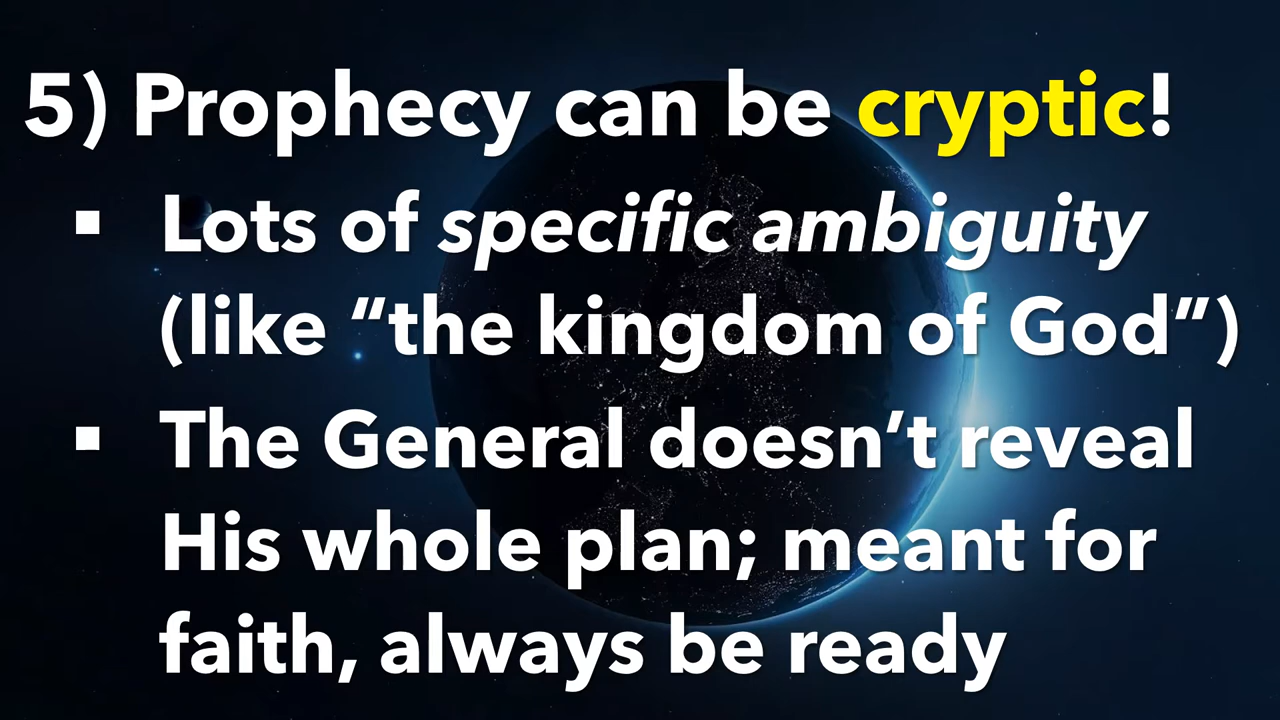 5) Prophecy can be cryptic!
▪ Lots of specific ambiguity
(like “the kingdom of God”)
▪ The General doesn’t reveal
His whole plan; meant for
faith, always be ready